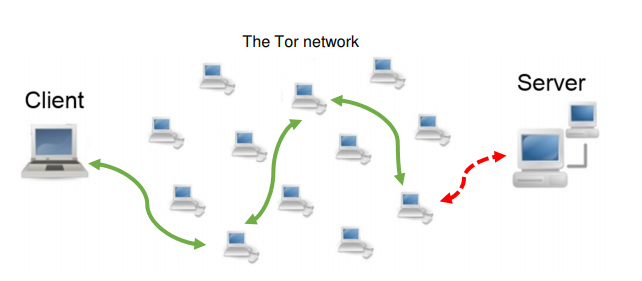 The Tor network
Server
Client